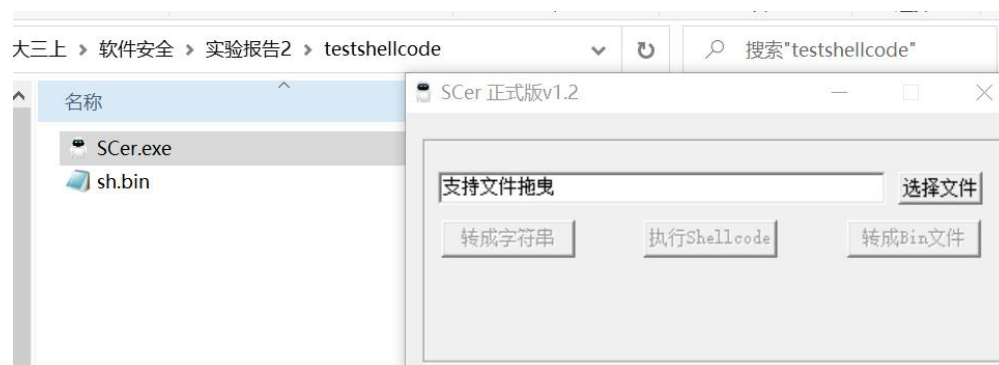 大三上 › 软件安全 › 实验报告2 › testshellcode
搜索"testshellcode"
名称
SCer.exe
sh.bin
SCer 正式版v1.2
支持文件拖曳
选择文件
转成字符串
执行Shellcode
转成Bin文件